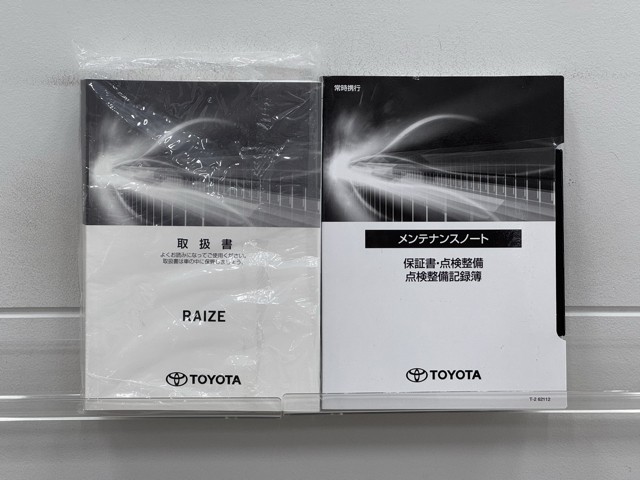 取扱書
よくお読みになってご使用ください。
取扱書は車の中に保管しましょう。
RAIZE
TOYOTA
常時携行
メンテナンスノート
保証書・点検整備
点検整備記録簿
TOYOTA
T-2 82113